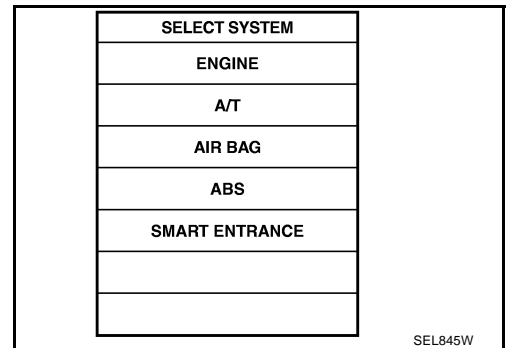 SELECT SYSTEM
ENGINE
A/T
AIR BAG
ABS
SMART ENTRANCE
SEL845W